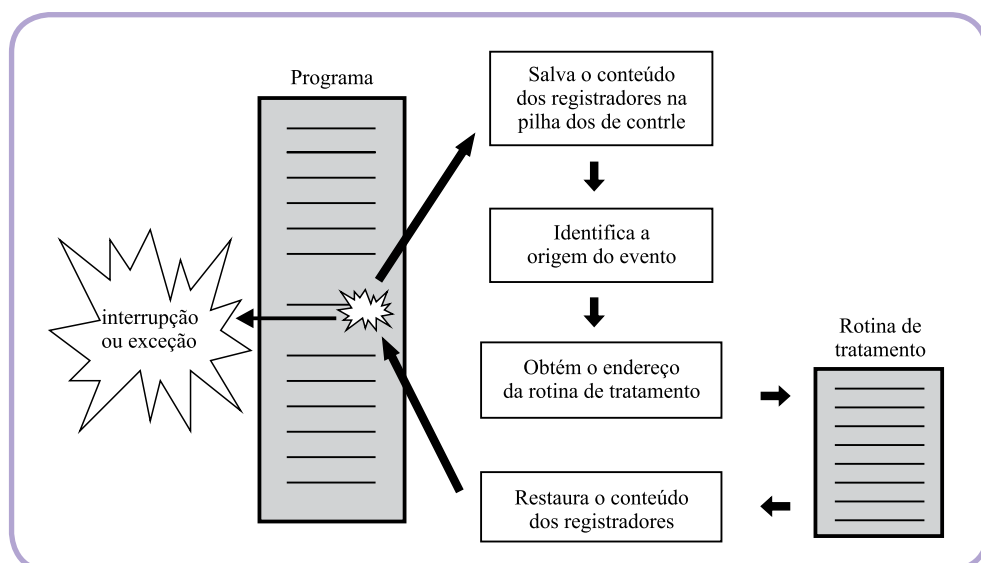 Programa
Salva o conteúdo
dos registradores na
pilha dos de contrle
Identifica a
origem do evento
interrupção
ou exceção
Obtém o endereço
da rotina de tratamento
Rotina de
tratamento
Restaura o conteúdo
dos registradores